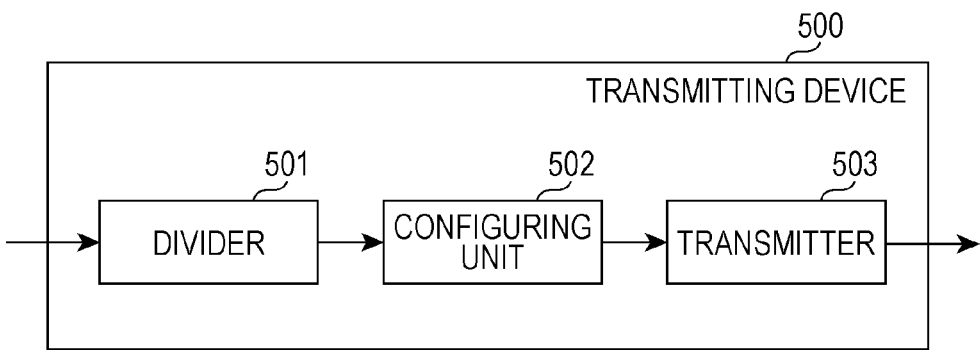 500
TRANSMITTING DEVICE
501
502
503
DIVIDER
CONFIGURING
UNIT
TRANSMITTER